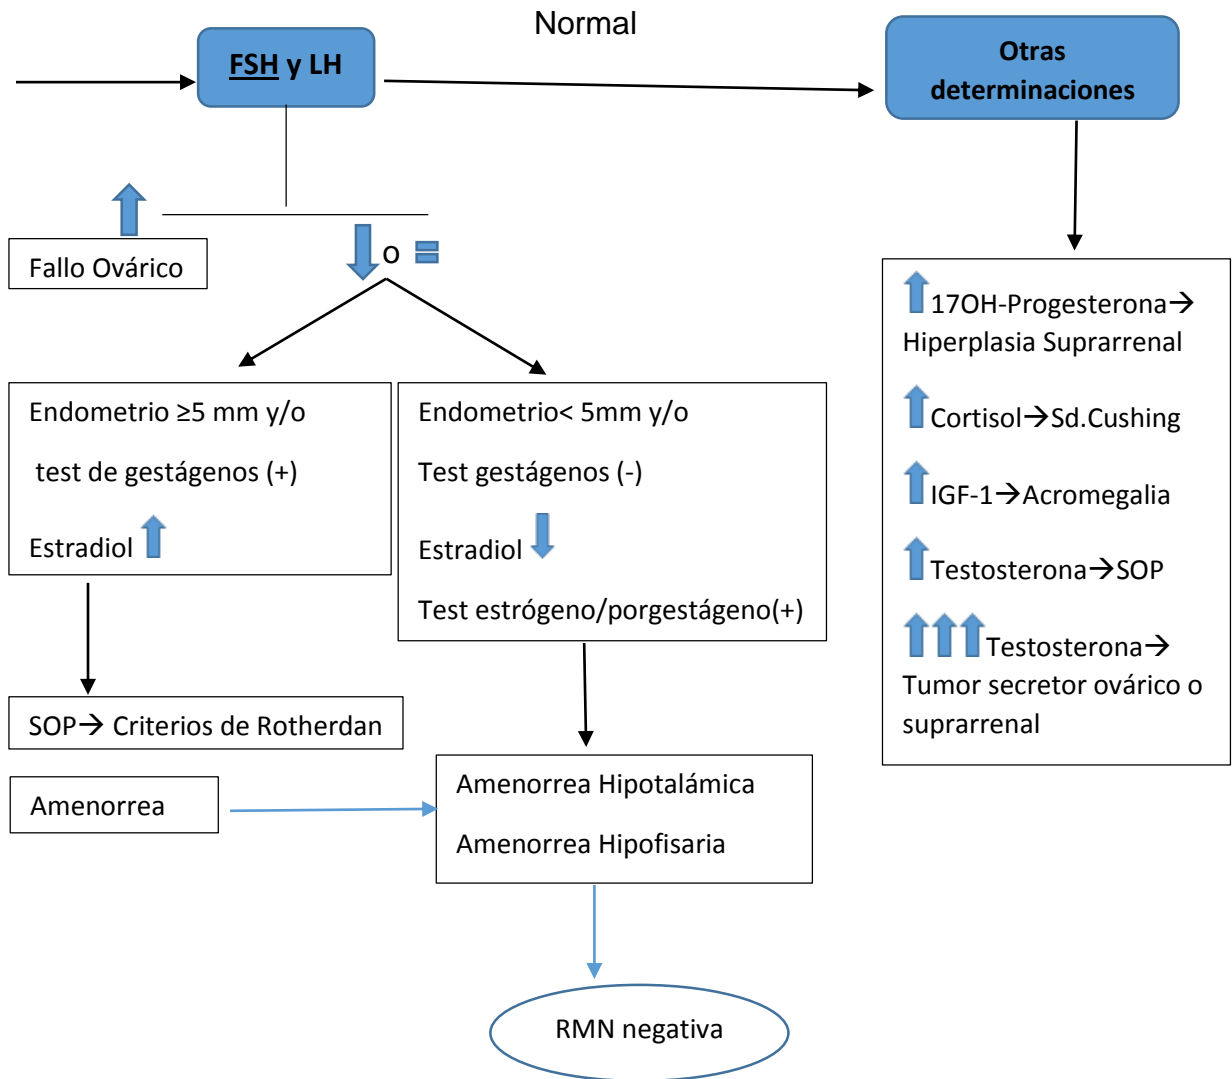 Normal
FSH y LH
Otras
determinaciones
Fallo Ovárico
o =
Endometrio ≥5 mm y/o
test de gestágenos (+)
Estradiol ↑
Endometrio< 5mm y/o
Test gestágenos (-)
Estradiol ↓
Test estrógeno/porgestágeno(+)
↑17OH-Progesterona→
Hiperplasia Suprarrenal
↑Cortisol→Sd.Cushing
↑IGF-1→Acromegalia
↑Testosterona→SOP
↑↑↑Testosterona→
Tumor secretor ovárico o
suprarrenal
SOP→ Criterios de Rotherdan
Amenorrea
Amenorrea Hipotalámica
Amenorrea Hipofisaria
RMN negativa